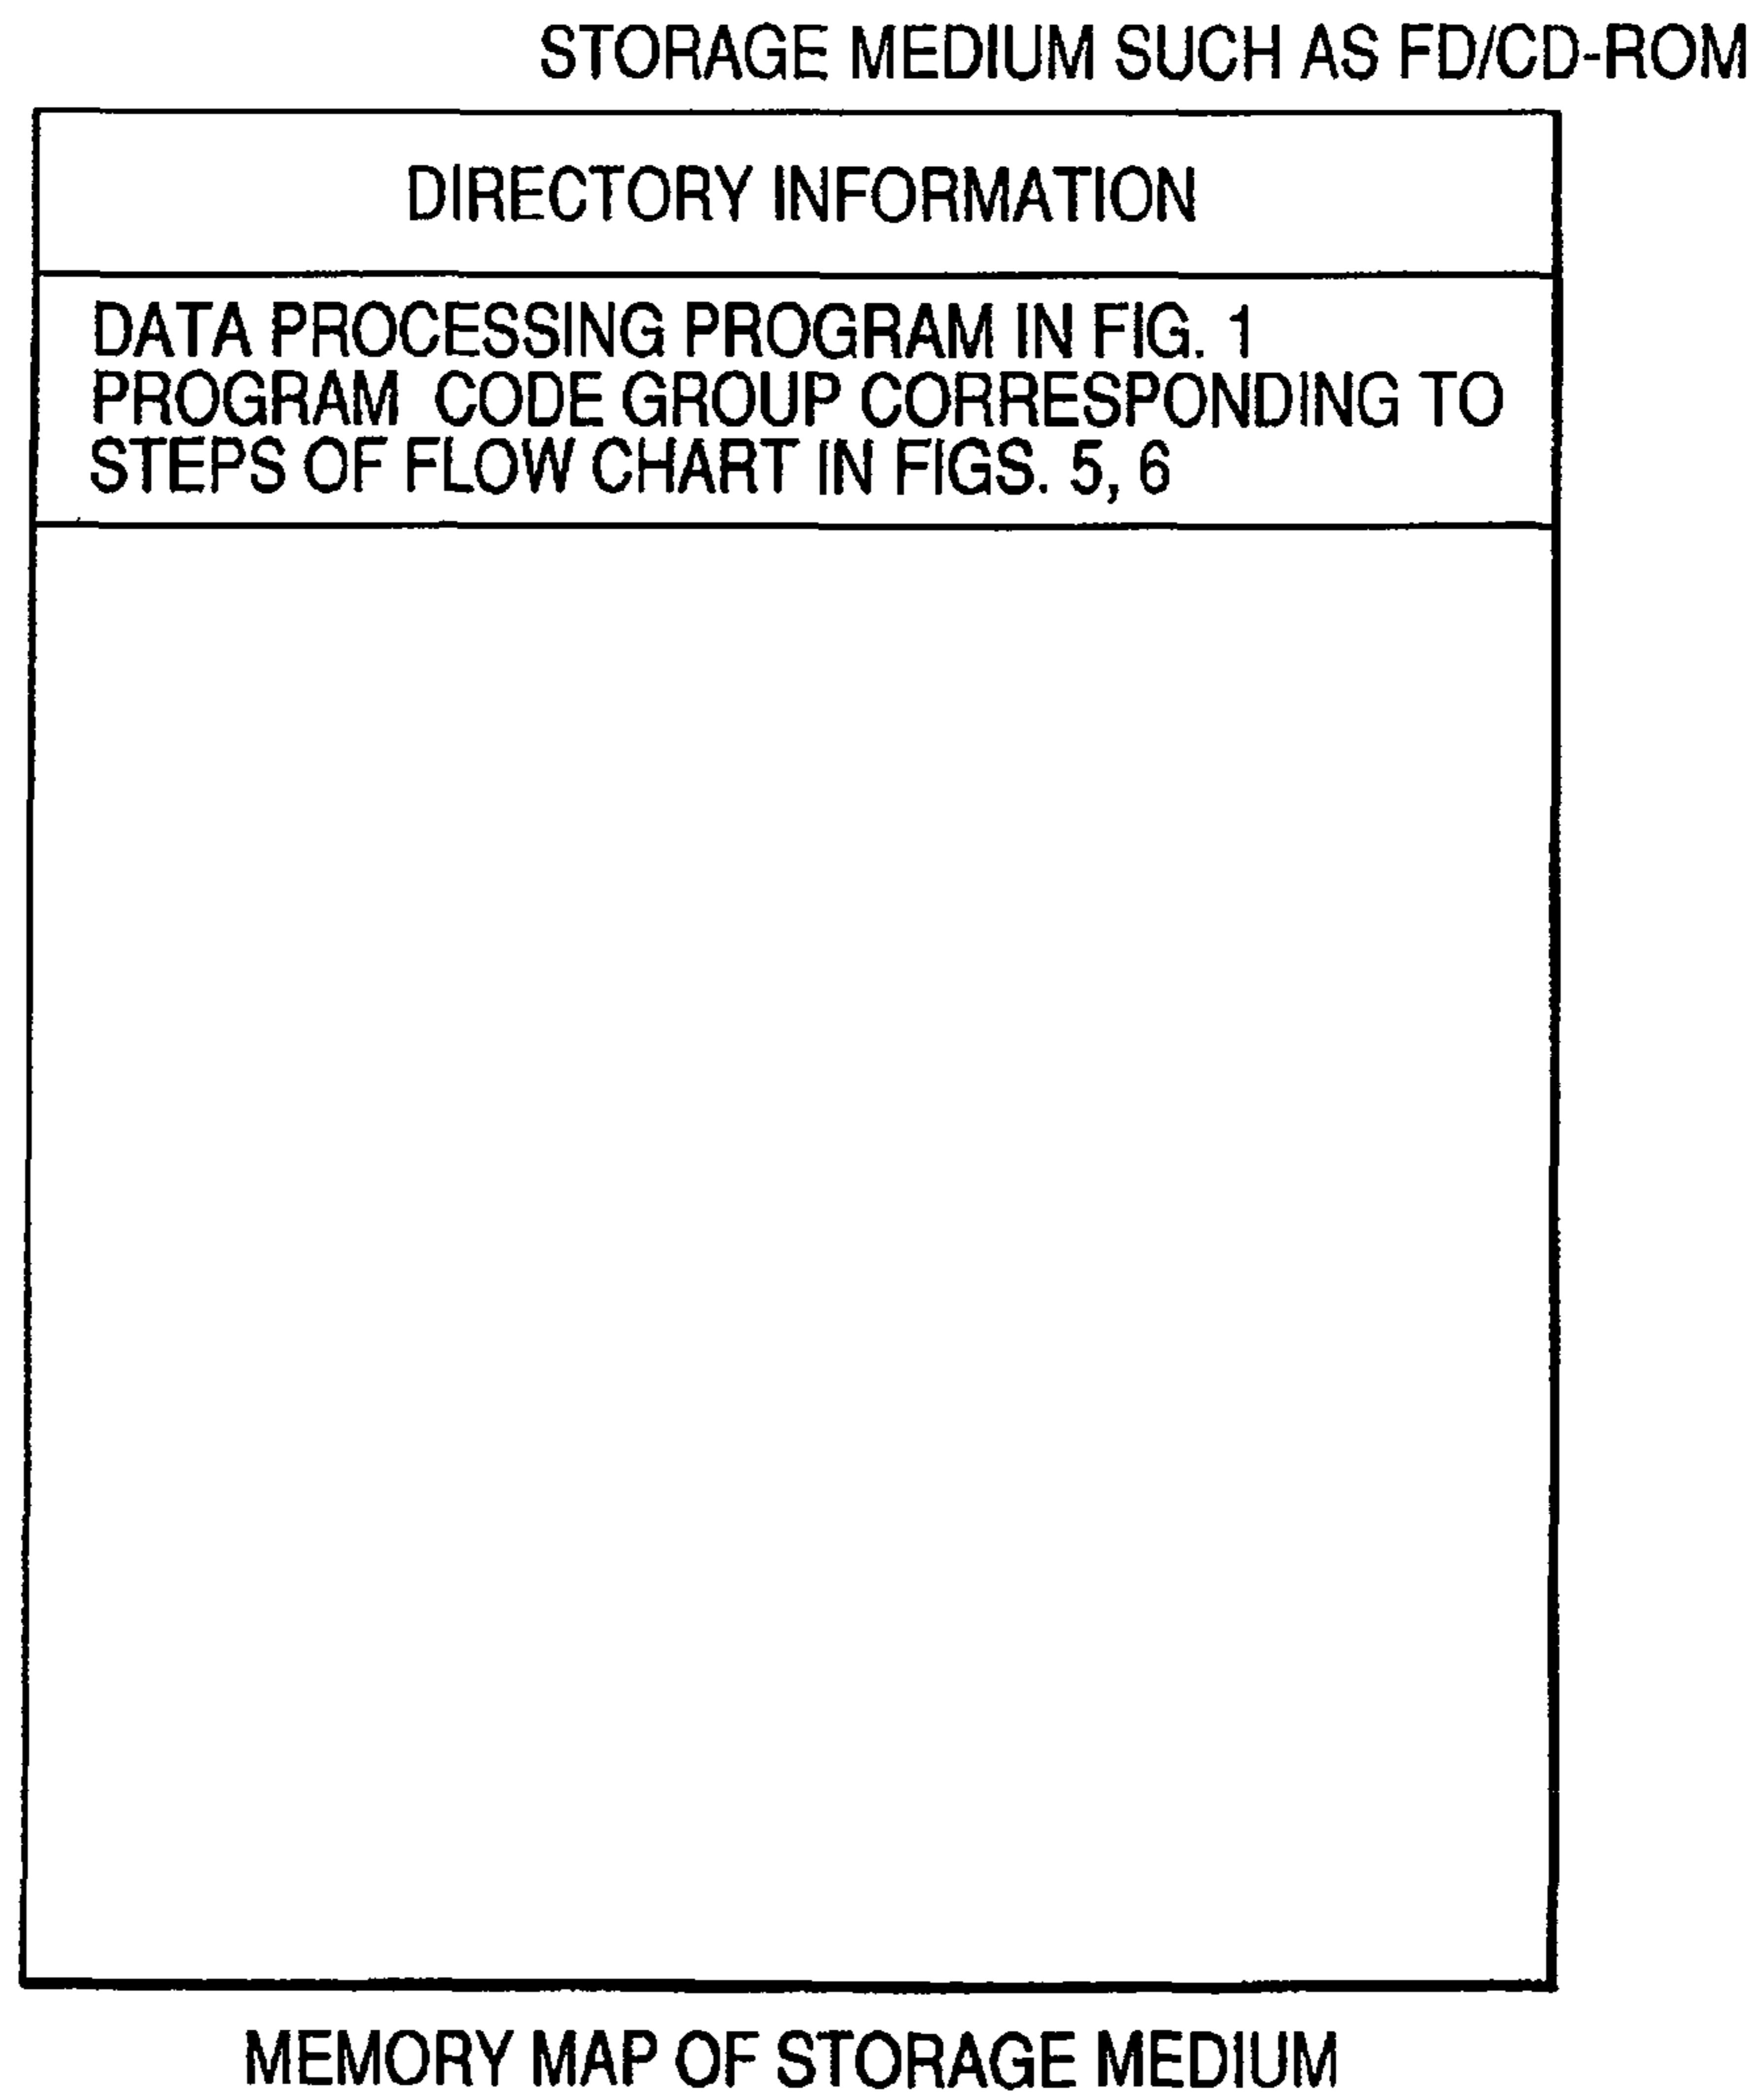 STORAGE MEDIUM SUCH AS FD/CD-ROM
DIRECTORY INFORMATION
DATA PROCESSING PROGRAM IN FIG. 1
PROGRAM CODE GROUP CORRESPONDING TO
STEPS OF FLOW CHART IN FIGS. 5, 6
MEMORY MAP OF STORAGE MEDIUM